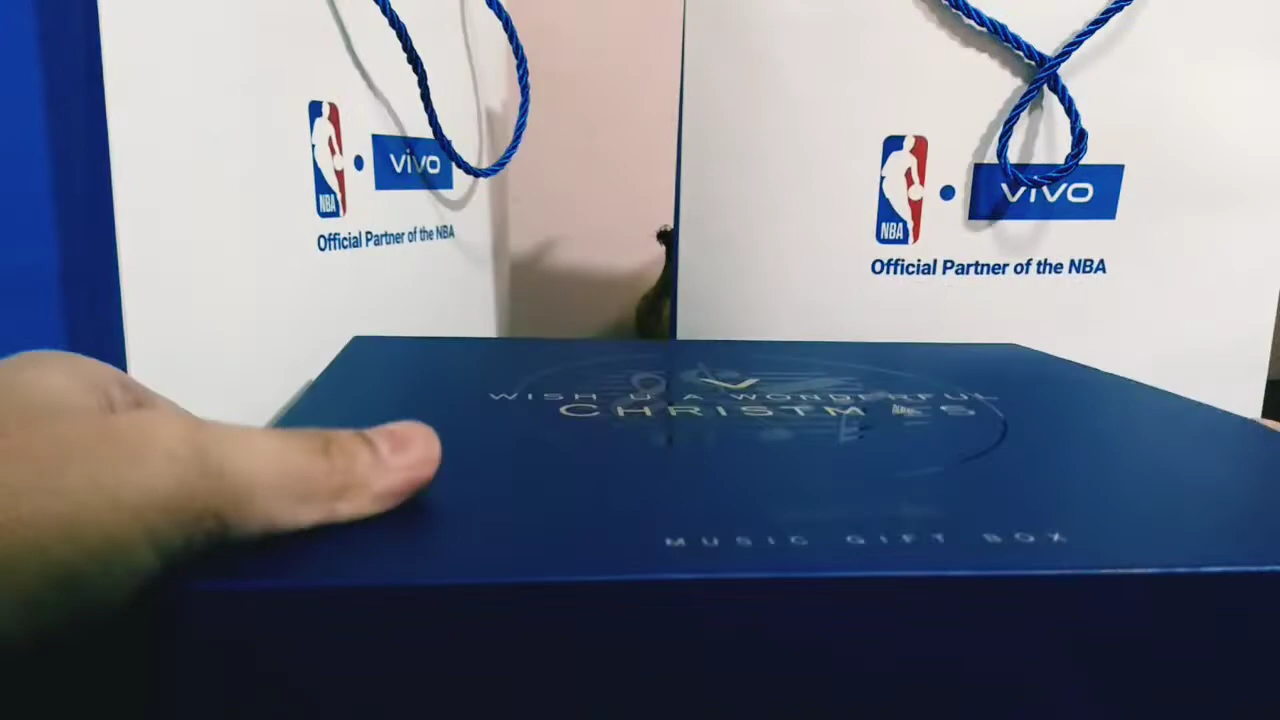 NBA
vivo
Official Partner of the NBA
NBA
vivo
Official Partner of the NBA
WISH U A WONDERFUL
CHRISTM
MUSIC GIFT BOX